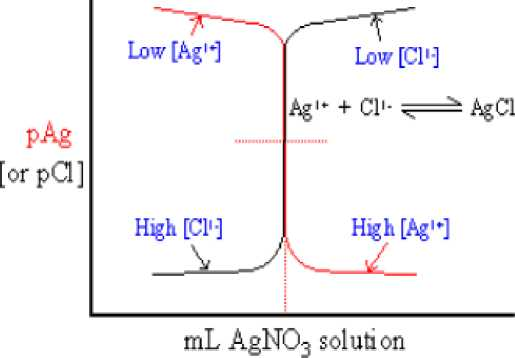 Low [Ag¹⁺]
Low [Cl¹⁻]
Ag¹⁺ + Cl¹⁻ ⇌ AgCl
pAg
[or pCl]
High [Cl¹⁻]
High [Ag¹⁺]
mL AgNO₃ solution